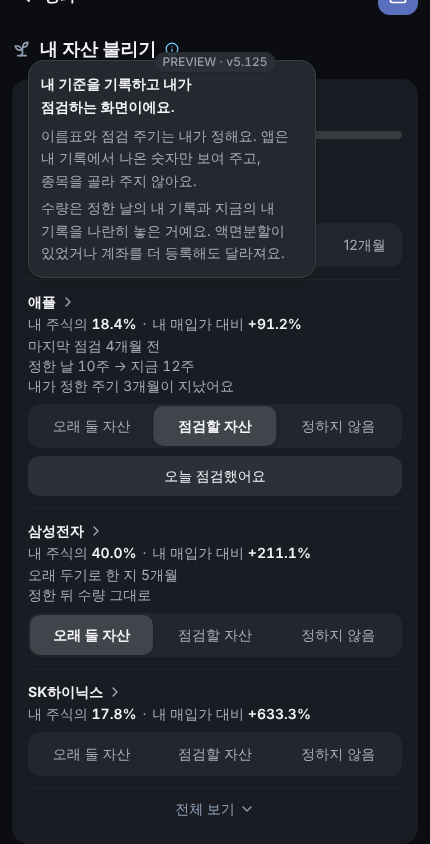 내 자산 불리기
PREVIEW · v5.125
내 기준을 기록하고 내가
점검하는 화면이에요.
이름표와 점검 주기는 내가 정해요. 앱은
내 기록에서 나온 숫자만 보여 주고,
종목을 골라 주지 않아요.
수량은 정한 날의 내 기록과 지금의 내
기록을 나란히 놓은 거예요. 액면분할이
있었거나 계좌를 더 등록해도 달라져요.
12개월
애플
내 주식의 18.4% · 내 매입가 대비 +91.2%
마지막 점검 4개월 전
정한 날 10주 → 지금 12주
내가 정한 주기 3개월이 지났어요
오래 둘 자산 점검할 자산 정하지 않음
오늘 점검했어요
삼성전자
내 주식의 40.0% · 내 매입가 대비 +211.1%
오래 두기로 한 지 5개월
정한 뒤 수량 그대로
오래 둘 자산 점검할 자산 정하지 않음
SK하이닉스
내 주식의 17.8% · 내 매입가 대비 +633.3%
오래 둘 자산 점검할 자산 정하지 않음
전체 보기